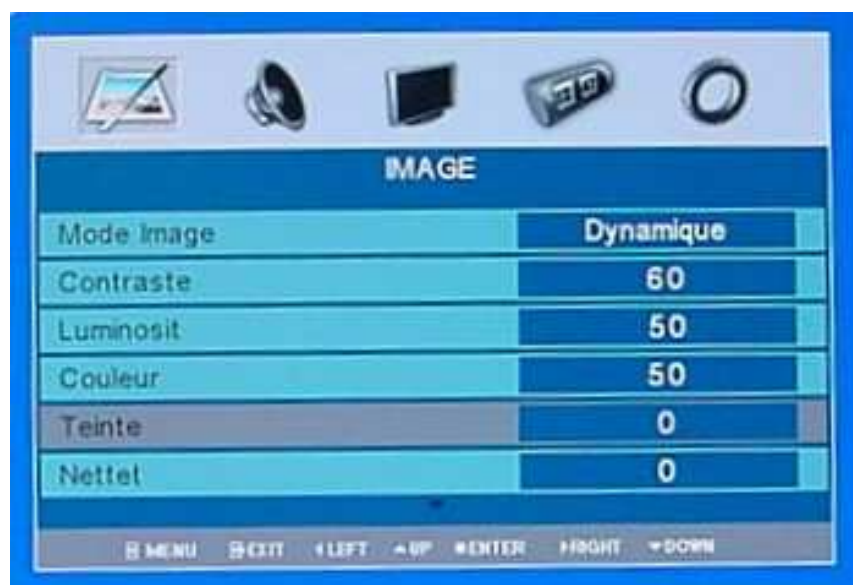 IMAGE
Mode Image Dynamique
Contraste 60
Luminosit 50
Couleur 50
Teinte 0
Nettet 0
MENU EXIT LEFT UP ENTER RIGHT DOWN